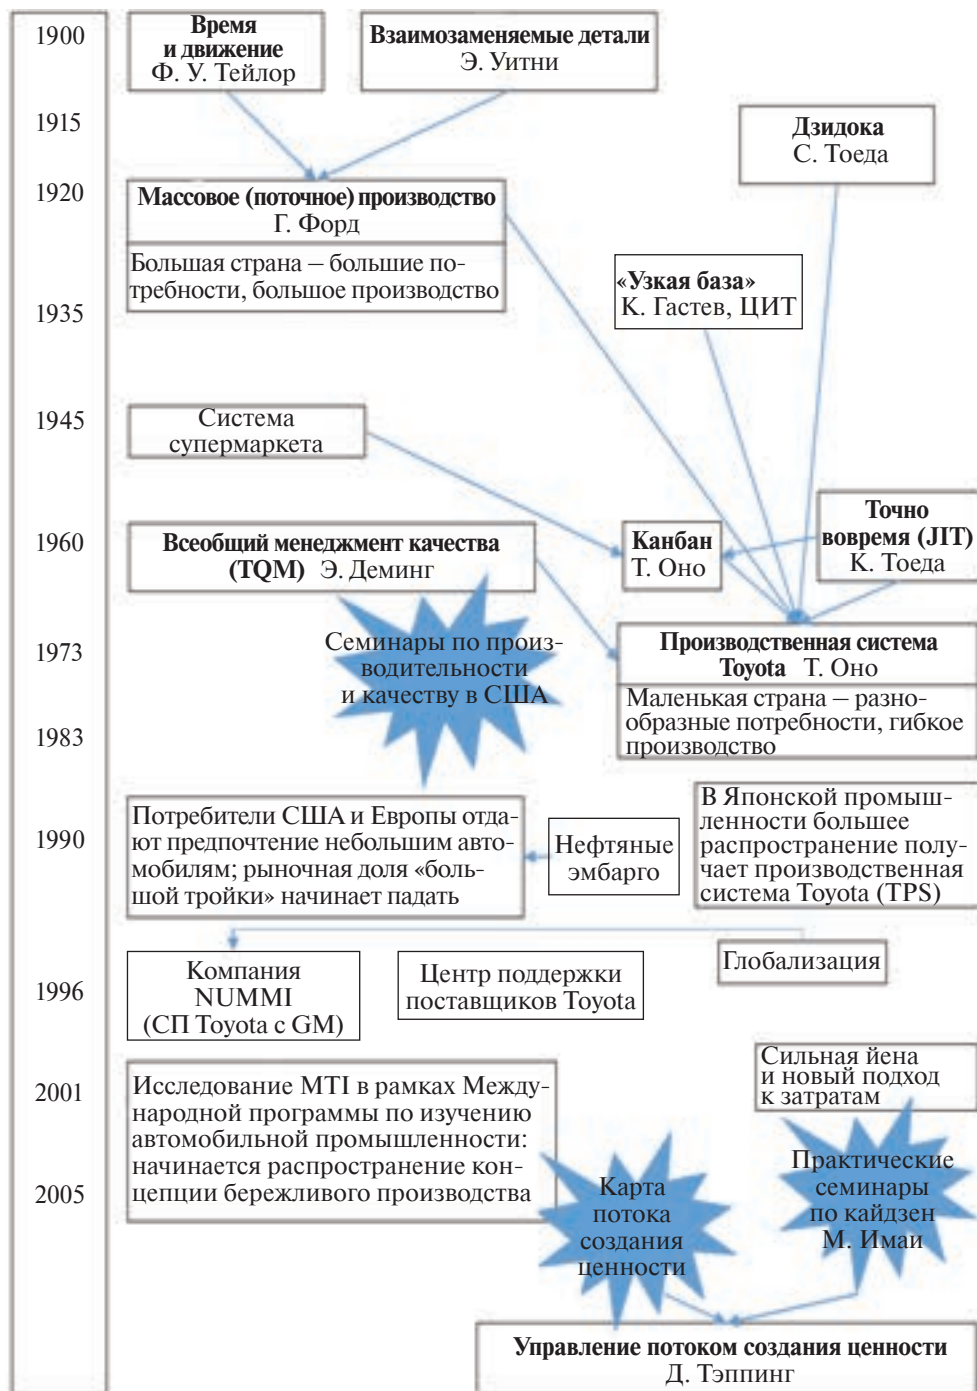 1900
Время
и движение
Ф. У. Тейлор
Взаимозаменяемые детали
Э. Уитни
1915
Дзидока
С. Тоеда
1920
Массовое (поточное) производство
Г. Форд
Большая страна – большие по-
требности, большое производство
«Узкая база»
К. Гастев, ЦИТ
1935
1945
Система
супермаркета
1960
Всеобщий менеджмент качества
(TQM) Э. Деминг
Канбан
Т. Оно
Точно
вовремя (JIT)
К. Тоеда
1973
Семинары по произ-
водительности
и качеству в США
Производственная система
Toyota Т. Оно
Маленькая страна – разно-
образные потребности, гибкое
производство
1983
1990
Потребители США и Европы отда-
ют предпочтение небольшим авто-
мобилям; рыночная доля «боль-
шой тройки» начинает падать
Нефтяные
эмбарго
В Японской промыш-
ленности большее
распространение полу-
чает производственная
система Toyota (TPS)
1996
Компания
NUMMI
(СП Toyota с GM)
Центр поддержки
поставщиков Toyota
Глобализация
2001
Исследование MTI в рамках Между-
народной программы по изучению
автомобильной промышленности:
начинается распространение кон-
цепции бережливого производства
Сильная йена
и новый подход
к затратам
2005
Карта
потока
создания
ценности
Практические
семинары
по кайдзен
М. Имаи
Управление потоком создания ценности
Д. Тэппинг